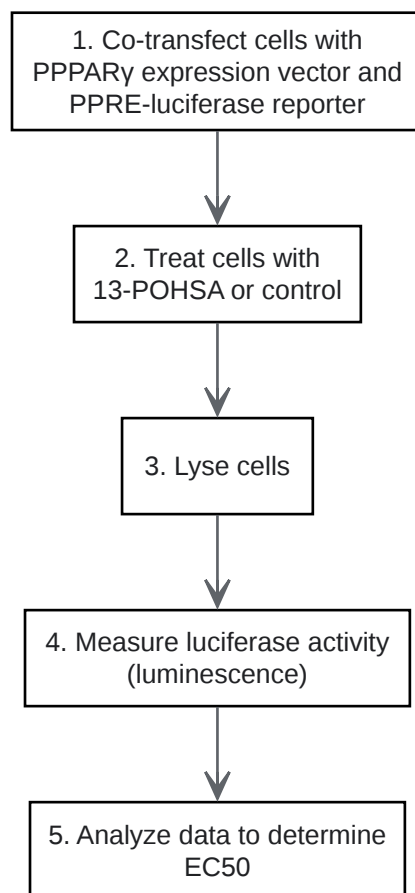 1. Co-transfect cells with
PPPARγ expression vector and
PPRE-luciferase reporter
2. Treat cells with
13-POHSA or control
3. Lyse cells
4. Measure luciferase activity
(luminescence)
5. Analyze data to determine
EC50